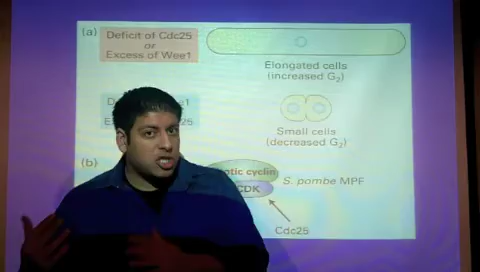 (a)
Deficit of Cdc25
or
Excess of Wee1
Elongated cells
(increased G₂)
Small cells
(decreased G₂)
(b)
cyclin
CDK
S. pombe MPF
Cdc25